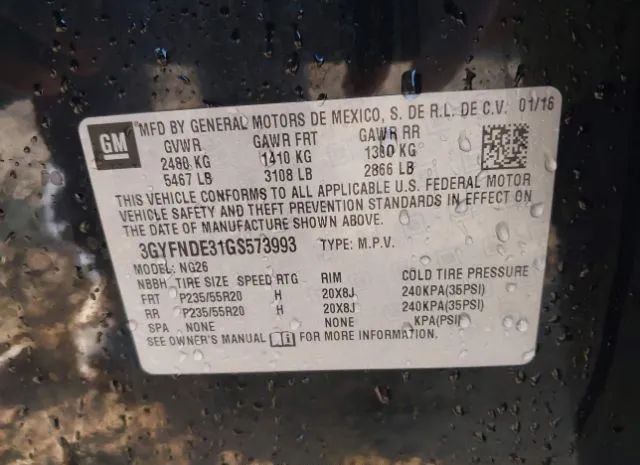 GM
MFD BY GENERAL MOTORS DE MEXICO, S. DE R.L. DE C.V. 01/16
GVWR GAWR FRT GAWR RR
2480 KG 1410 KG 1300 KG
5467 LB 3108 LB 2866 LB
THIS VEHICLE CONFORMS TO ALL APPLICABLE U.S. FEDERAL MOTOR
VEHICLE SAFETY AND THEFT PREVENTION STANDARDS IN EFFECT ON
THE DATE OF MANUFACTURE SHOWN ABOVE.
3GYFNDE31GS573993 TYPE: M.P.V.
MODEL: NG26
NBBH TIRE SIZE SPEED RTG RIM COLD TIRE PRESSURE
FRT P235/55R20 H 20X8J 240KPA(35PSI)
RR P235/55R20 H 20X8J 240KPA(35PSI)
SPA NONE NONE KPA(PSI)
SEE OWNER'S MANUAL FOR MORE INFORMATION.